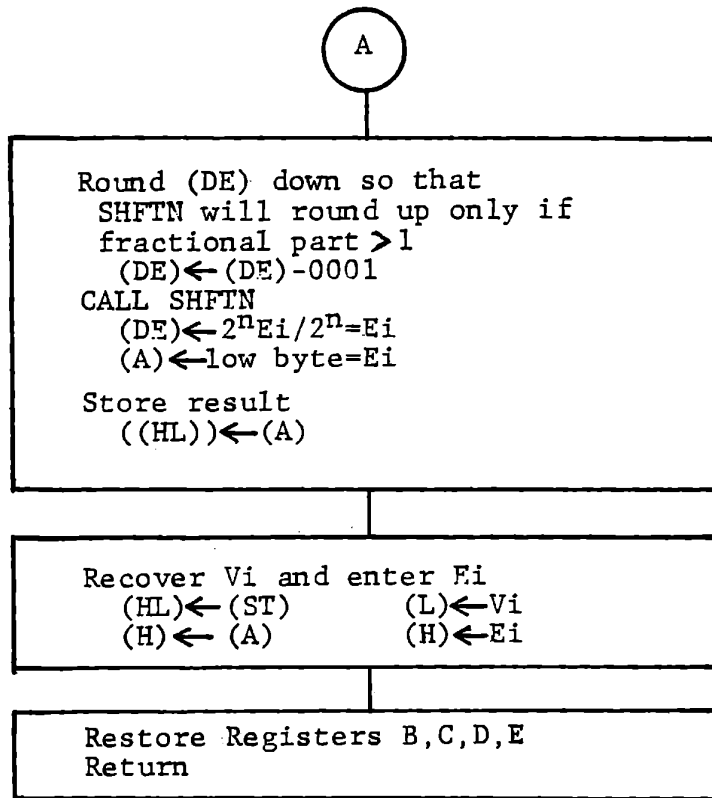 A
Round (DE) down so that
SHFTN will round up only if
fractional part >1
(DE)← (DE)-0001
CALL SHFTN
(DE)← 2ⁿEi/2ⁿ=Ei
(A)←low byte=Ei
Store result
((HL))←(A)
Recover Vi and enter Ei
(HL)← (ST) (L)←Vi
(H)← (A) (H)←Ei
Restore Registers B,C,D,E
Return